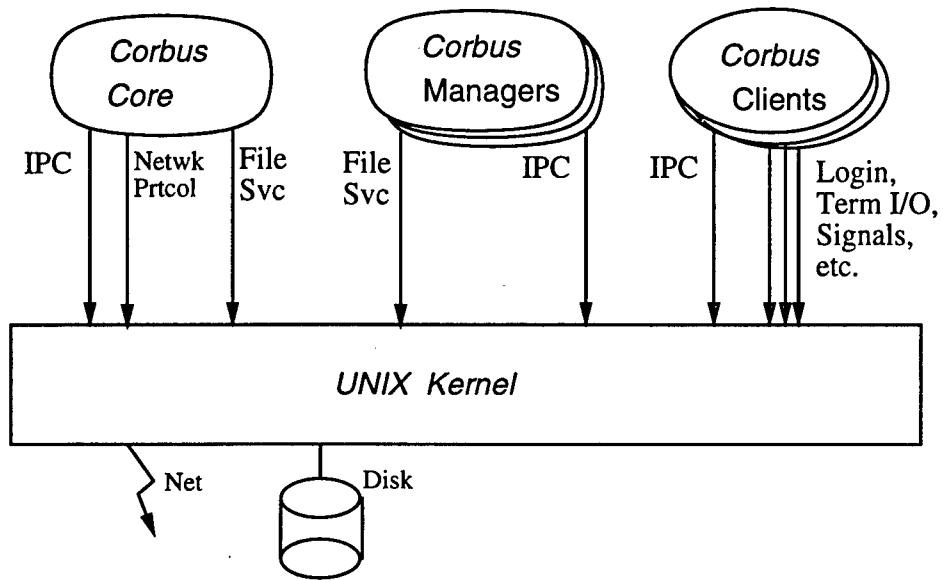 Corbus
Core
Corbus
Managers
Corbus
Clients
IPC
Netwk
Prtcol
File
Svc
File
Svc
IPC
IPC
Login,
Term I/O,
Signals,
etc.
UNIX Kernel
Net
Disk